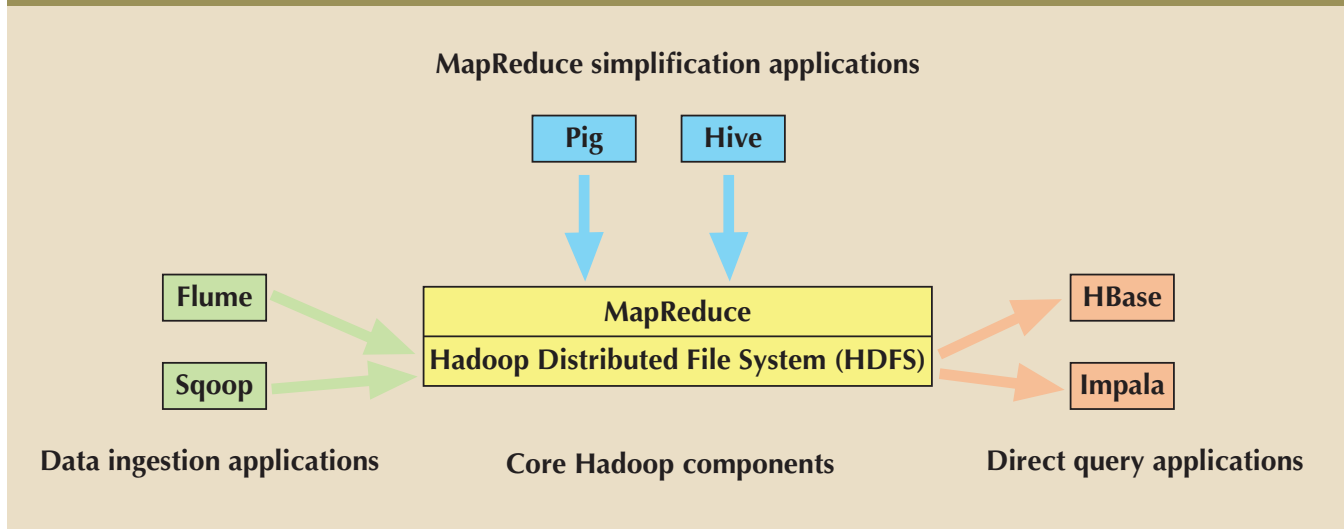 MapReduce simplification applications
Pig
Hive
Flume
Sqoop
MapReduce
Hadoop Distributed File System (HDFS)
HBase
Impala
Data ingestion applications
Core Hadoop components
Direct query applications